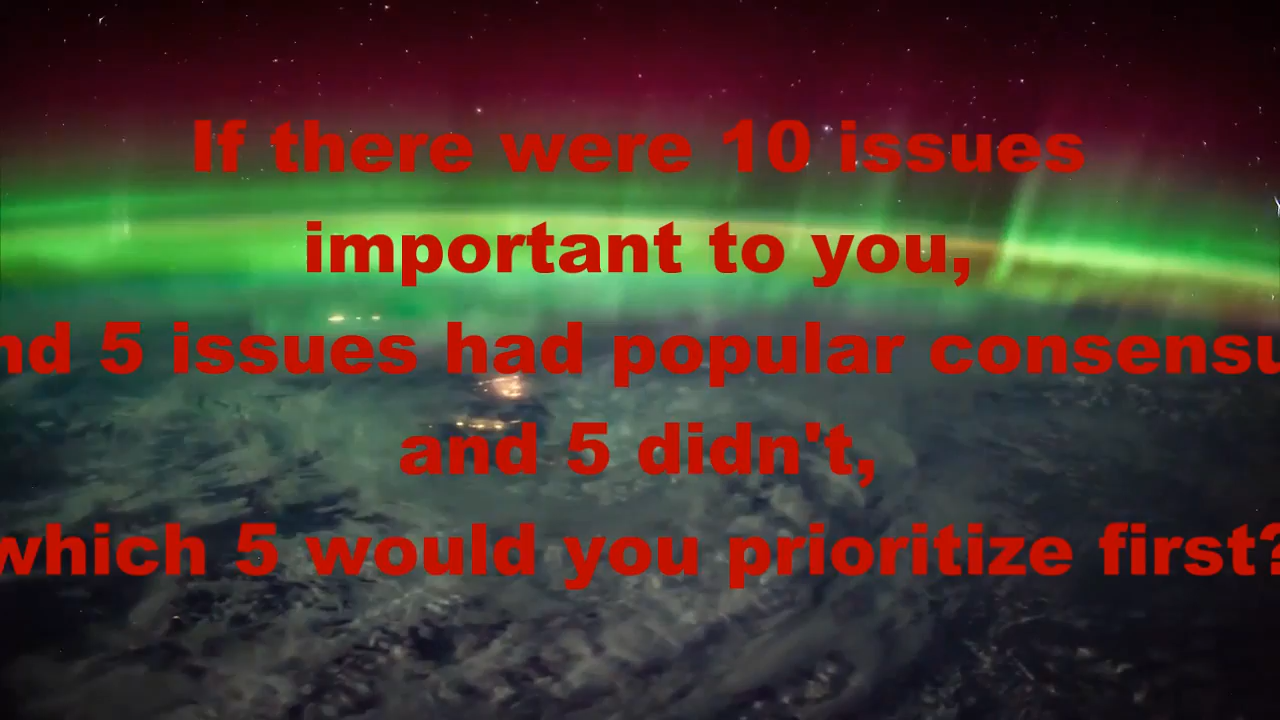 If there were 10 issues
important to you,
nd 5 issues had popular consensu
and 5 didn't,
which 5 would you prioritize first?